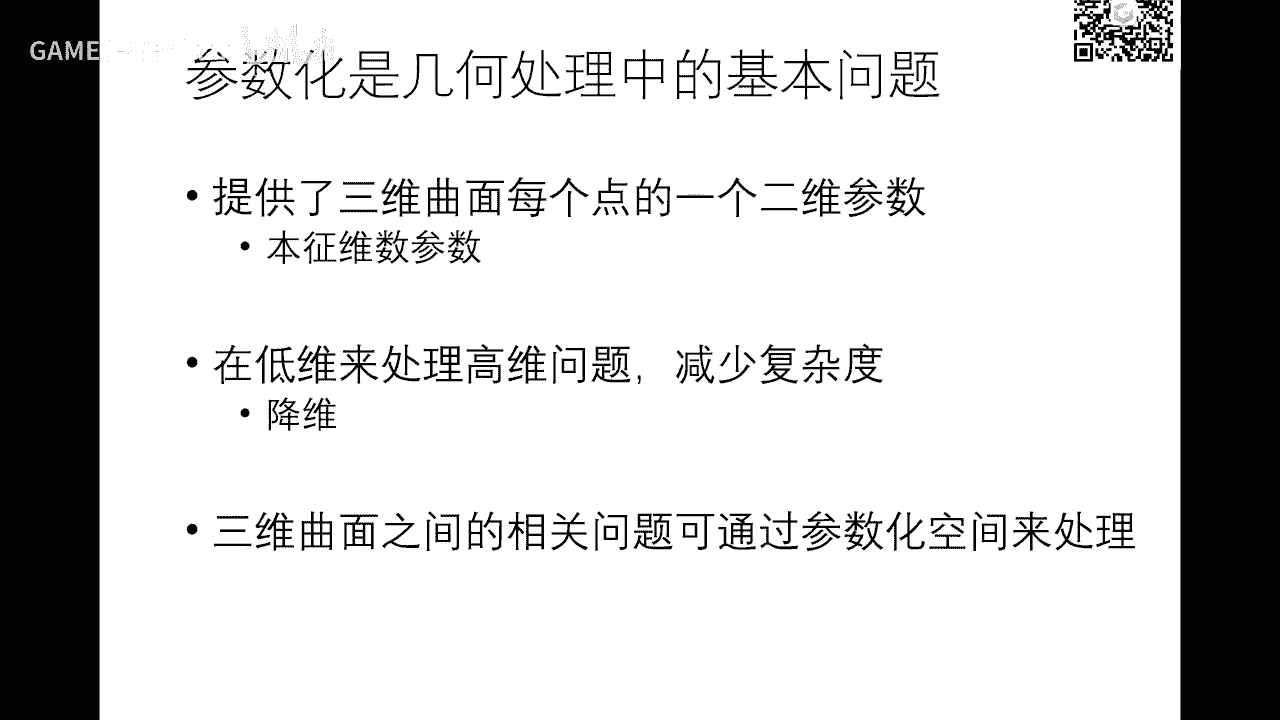 GAME
参数化是几何处理中的基本问题
• 提供了三维曲面每个点的一个二维参数
• 本征维数参数
• 在低维来处理高维问题，减少复杂度
• 降维
• 三维曲面之间的相关问题可通过参数化空间来处理